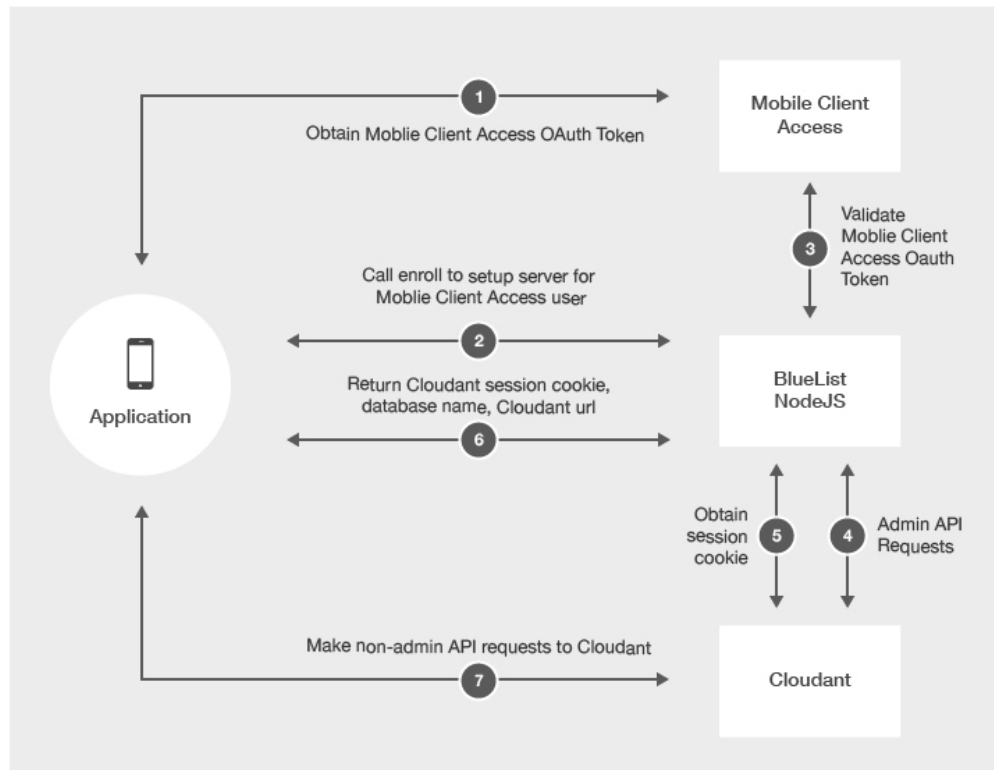 1
Obtain Moblie Client Access OAuth Token
Mobile Client
Access
3
Validate
Moblie Client
Access Oauth
Token
Call enroll to setup server for
Moblie Client Access user
2
Application
Return Cloudant session cookie,
database name, Cloudant url
6
BlueList
NodeJS
Obtain
session
cookie
5
4
Admin API
Requests
Make non-admin API requests to Cloudant
7
Cloudant